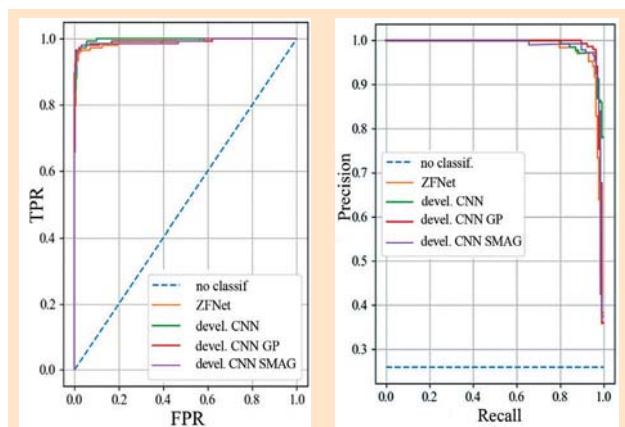 1.0
0.8
0.6
0.4
0.2
0.0
TPR
no classif
ZFNet
devel. CNN
devel. CNN GP
devel. CNN SMAG
0.0 0.2 0.4 0.6 0.8 1.0
FPR
1.0
0.9
0.8
0.7
0.6
0.5
0.4
0.3
Precision
no classif.
ZFNet
devel. CNN
devel. CNN GP
devel. CNN SMAG
0.0 0.2 0.4 0.6 0.8 1.0
Recall